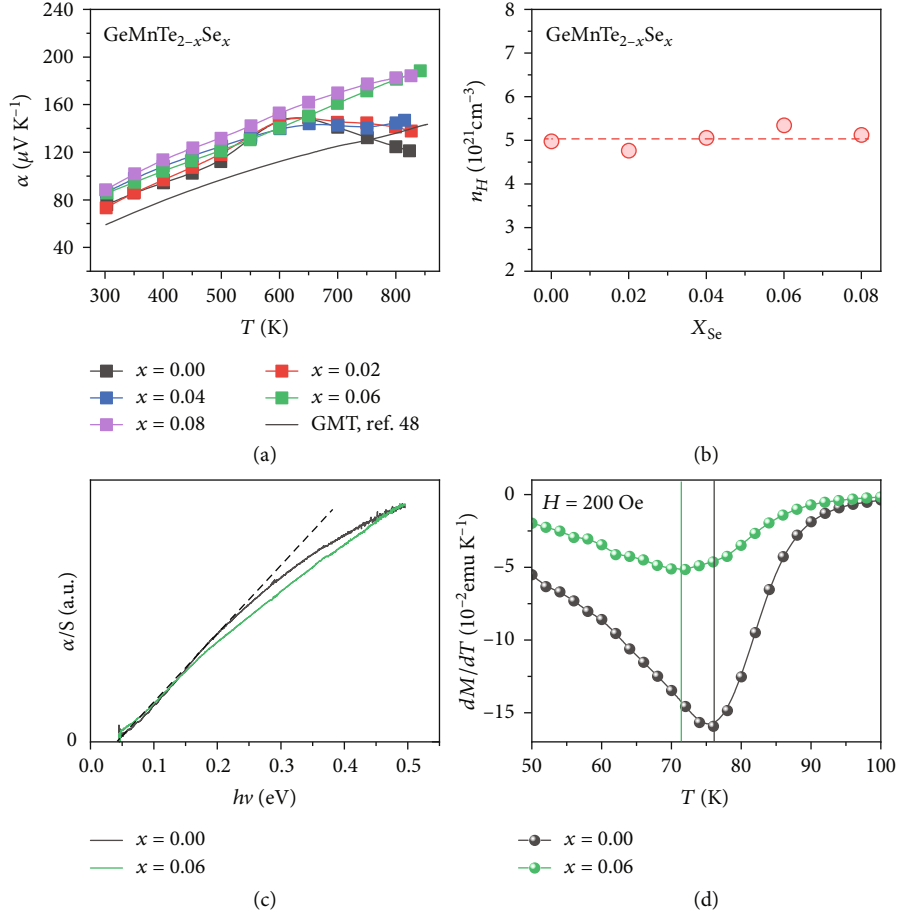 GeMnTe₂₋ₓSeₓ
240
200
160
120
80
40
α (μV K⁻¹)
300 400 500 600 700 800
T (K)
x = 0.00 x = 0.02
x = 0.04 x = 0.06
x = 0.08 GMT, ref. 48
(a)
GeMnTe₂₋ₓSeₓ
8
7
6
5
4
3
2
n_H (10²¹cm⁻³)
0.00 0.02 0.04 0.06 0.08
X_Se
(b)
α/S (a.u.)
0
0.0 0.1 0.2 0.3 0.4 0.5
hν (eV)
x = 0.00
x = 0.06
(c)
H = 200 Oe
0
−5
−10
−15
dM/dT (10⁻²emu K⁻¹)
50 60 70 80 90 100
T (K)
x = 0.00
x = 0.06
(d)